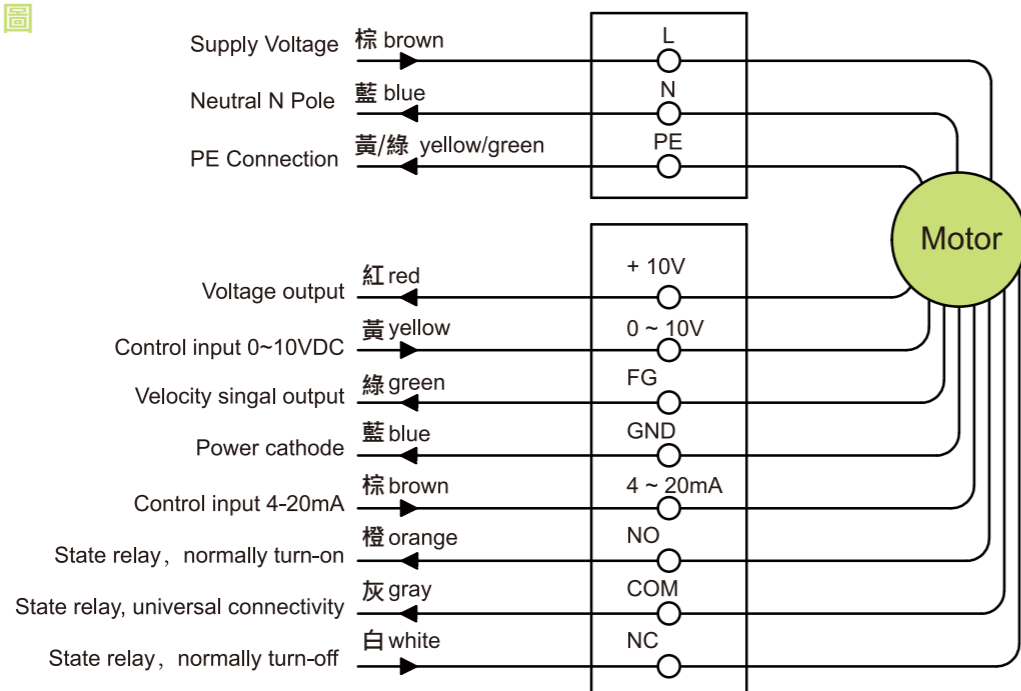 圖
Supply Voltage 棕 brown L
Neutral N Pole 藍 blue N
PE Connection 黃/綠 yellow/green PE
Motor
Voltage output 紅 red + 10V
Control input 0~10VDC 黃 yellow 0 ~ 10V
Velocity singal output 綠 green FG
Power cathode 藍 blue GND
Control input 4-20mA 棕 brown 4 ~ 20mA
State relay，normally turn-on 橙 orange NO
State relay, universal connectivity 灰 gray COM
State relay，normally turn-off 白 white NC